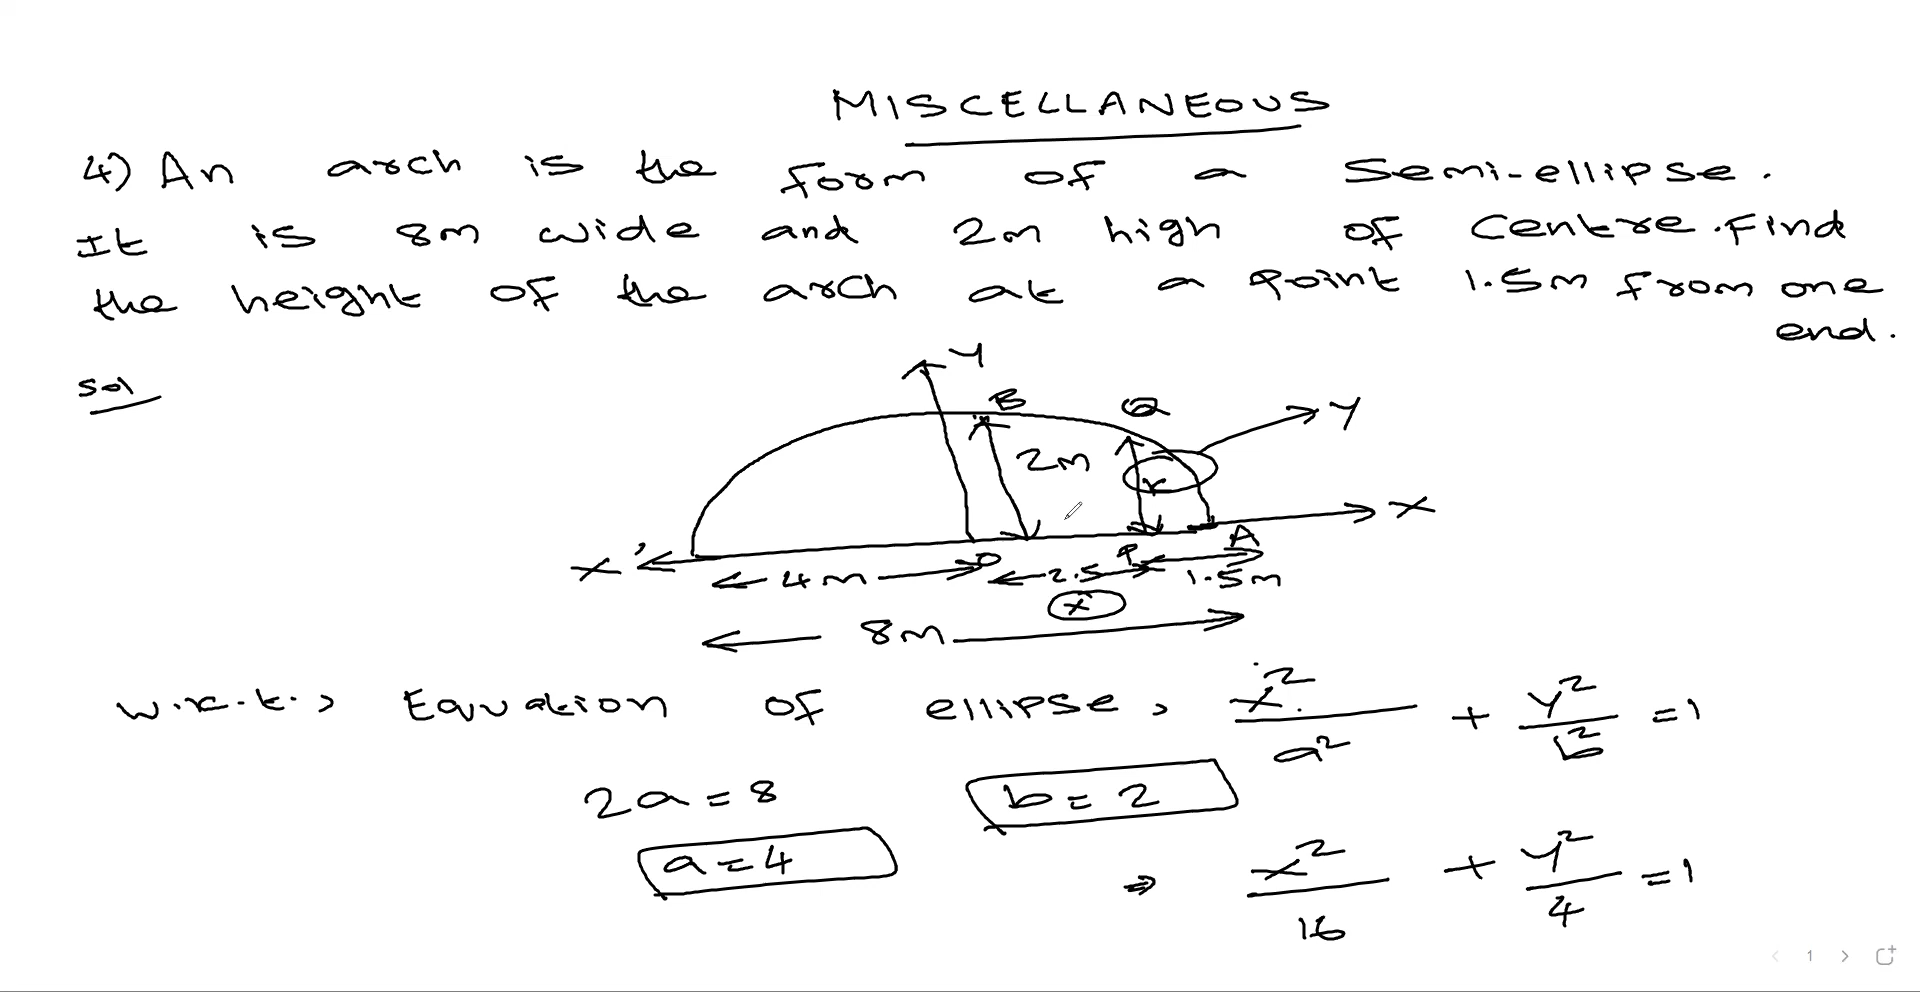 MISCELLANEOUS
4) An arch is the form of a Semi-ellipse.
It is 8m wide and 2m high of Centre. Find
the height of the arch at a point 1.5m from one
end.
Sol
Y
B
Q
Y
2m
Y
X
X'
O
P
A
4m
2.5
1.5m
x
8m
W.K.t., Equation of ellipse, x²/a² + y²/b² = 1
2a = 8
b = 2
a = 4
⇒ x²/16 + y²/4 = 1
1